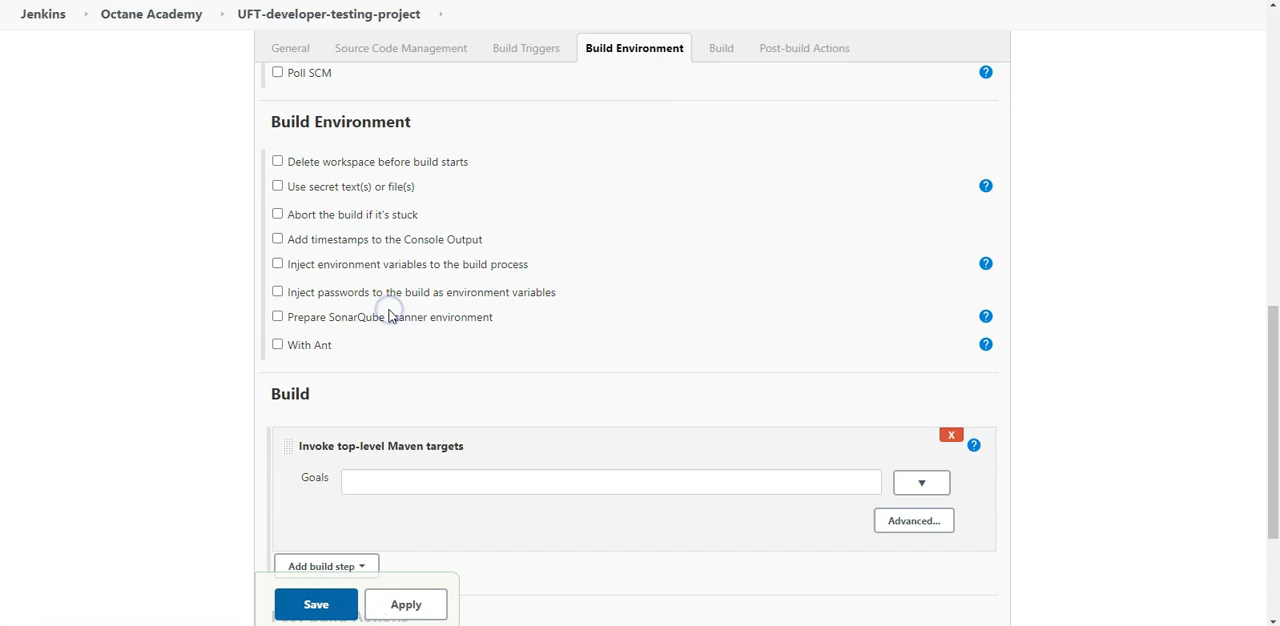 Jenkins Octane Academy UFT-developer-testing-project
General Source Code Management Build Triggers Build Environment Build Post-build Actions
Poll SCM
Build Environment
Delete workspace before build starts
Use secret text(s) or file(s)
Abort the build if it's stuck
Add timestamps to the Console Output
Inject environment variables to the build process
Inject passwords to the build as environment variables
Prepare SonarQube Scanner environment
With Ant
Build
X
Invoke top-level Maven targets
Goals
Advanced...
Add build step
Save Apply